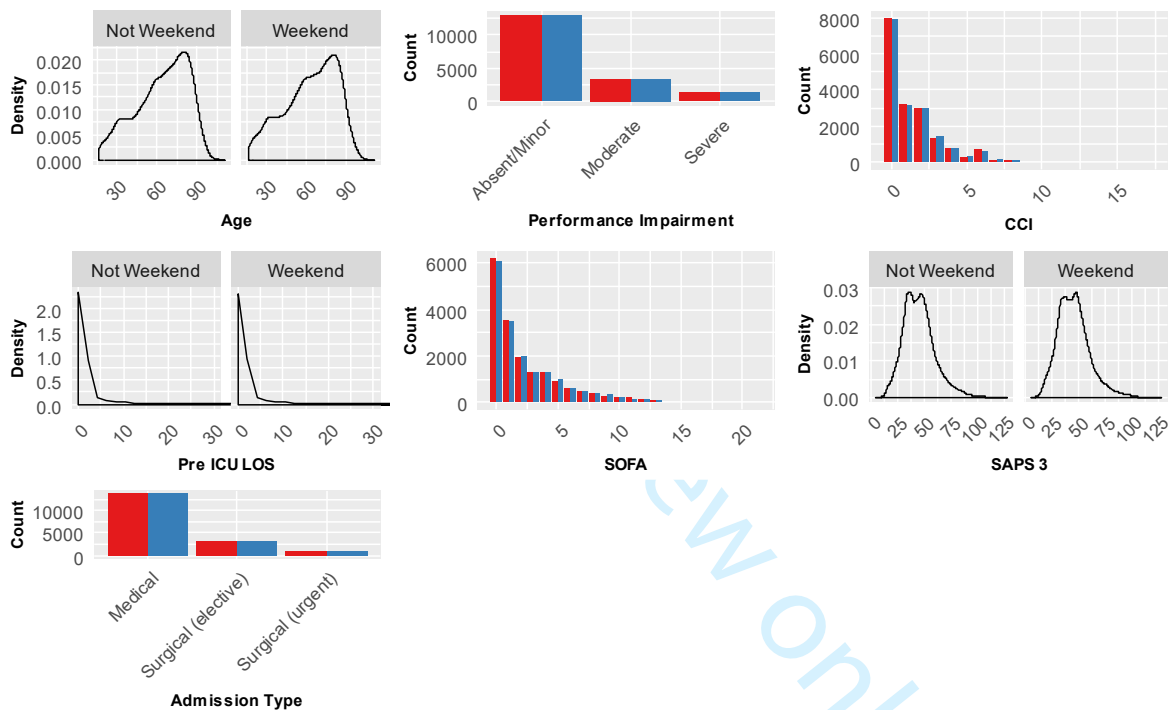 Not Weekend
Weekend
Density
0.020
0.015
0.010
0.005
0.000
30
60
90
30
60
90
Age
Count
10000
5000
0
Absent/Minor
Moderate
Severe
Performance Impairment
Count
8000
6000
4000
2000
0
0
5
10
15
CCI
Not Weekend
Weekend
Density
2.0
1.5
1.0
0.5
0.0
0
10
20
30
0
10
20
30
Pre ICU LOS
Count
6000
4000
2000
0
0
5
10
15
20
SOFA
Not Weekend
Weekend
Density
0.03
0.02
0.01
0.00
0
25
50
75
100
125
0
25
50
75
100
125
SAPS 3
Count
10000
5000
0
Medical
Surgical (elective)
Surgical (urgent)
Admission Type